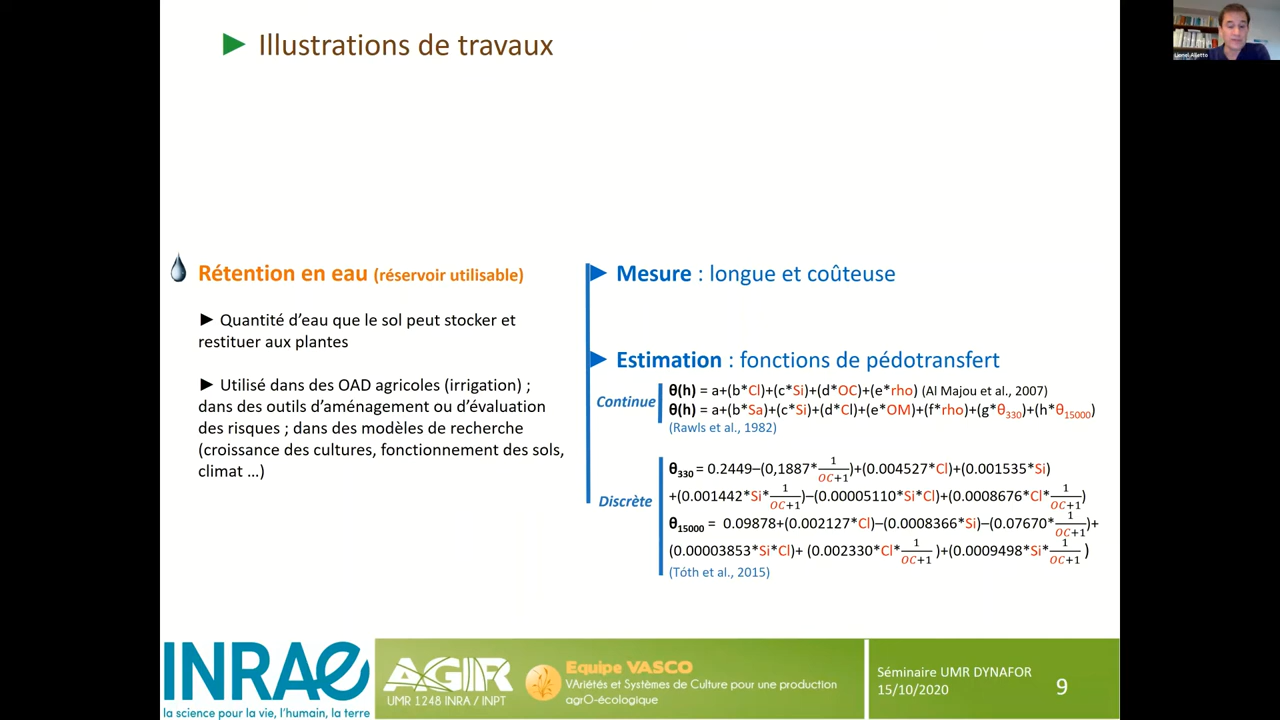 ► Illustrations de travaux
Lionel Alletto
Rétention en eau (réservoir utilisable)
► Quantité d’eau que le sol peut stocker et
restituer aux plantes
► Utilisé dans des OAD agricoles (irrigation) ;
dans des outils d’aménagement ou d’évaluation
des risques ; dans des modèles de recherche
(croissance des cultures, fonctionnement des sols,
climat …)
► Mesure : longue et coûteuse
► Estimation : fonctions de pédotransfert
Continue
θ(h) = a+(b*Cl)+(c*Si)+(d*OC)+(e*rho) (Al Majou et al., 2007)
θ(h) = a+(b*Sa)+(c*Si)+(d*Cl)+(e*OM)+(f*rho)+(g*θ330)+(h*θ15000)
(Rawls et al., 1982)
Discrète
θ330 = 0.2449–(0,1887*1/(OC+1))+(0.004527*Cl)+(0.001535*Si)
+(0.001442*Si*1/(OC+1))–(0.00005110*Si*Cl)+(0.0008676*Cl*1/(OC+1))
θ15000 = 0.09878+(0.002127*Cl)–(0.0008366*Si)–(0.07670*1/(OC+1))+
(0.00003853*Si*Cl)+ (0.002330*Cl*1/(OC+1) )+(0.0009498*Si*1/(OC+1) )
(Tóth et al., 2015)
INRAE
la science pour la vie, l’humain, la terre
AGIR
UMR 1248 INRA / INPT
Equipe VASCO
VAriétés et Systèmes de Culture pour une production
agrO-écologique
Séminaire UMR DYNAFOR
15/10/2020
9